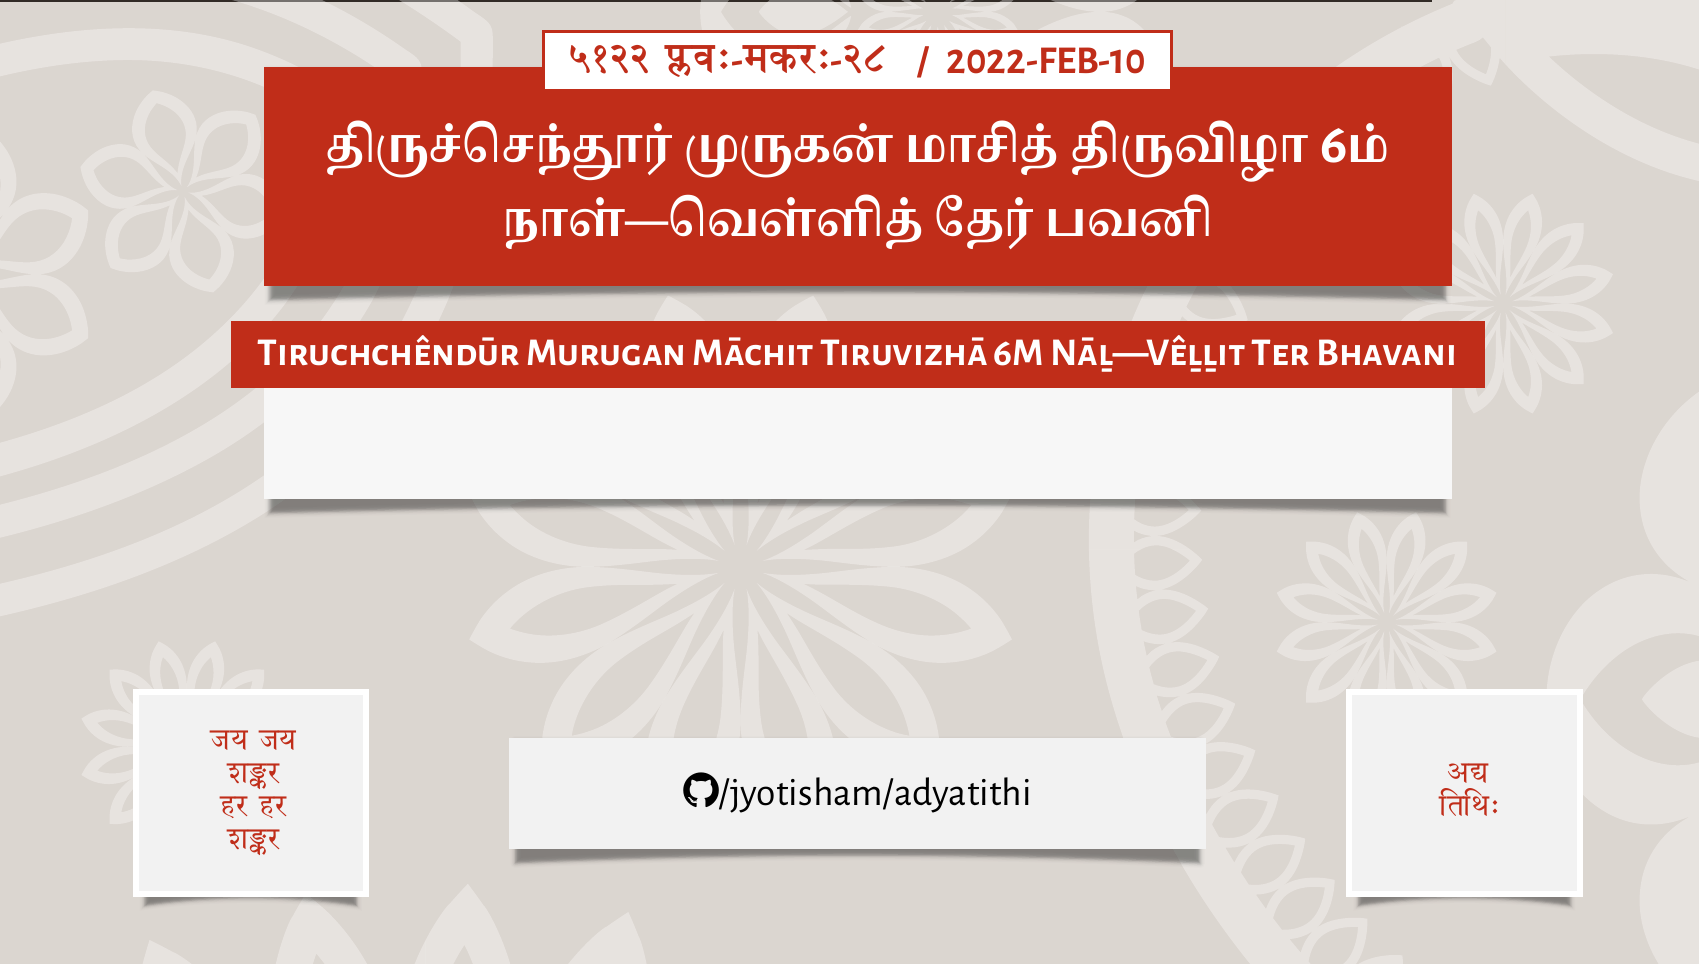 ५१२२ प्लवः-मकरः-२८ / 2022-FEB-10
திருச்செந்தூர் முருகன் மாசித் திருவிழா 6ம்
நாள்—வெள்ளித் தேர் பவனி
Tiruchchêndūr Murugan Māchit Tiruvizhā 6m Nāḻ—Vêḻḻit Ter Bhavani
जय जय
शङ्कर
हर हर
शङ्कर
/jyotisham/adyatithi
अद्य
तिथिः